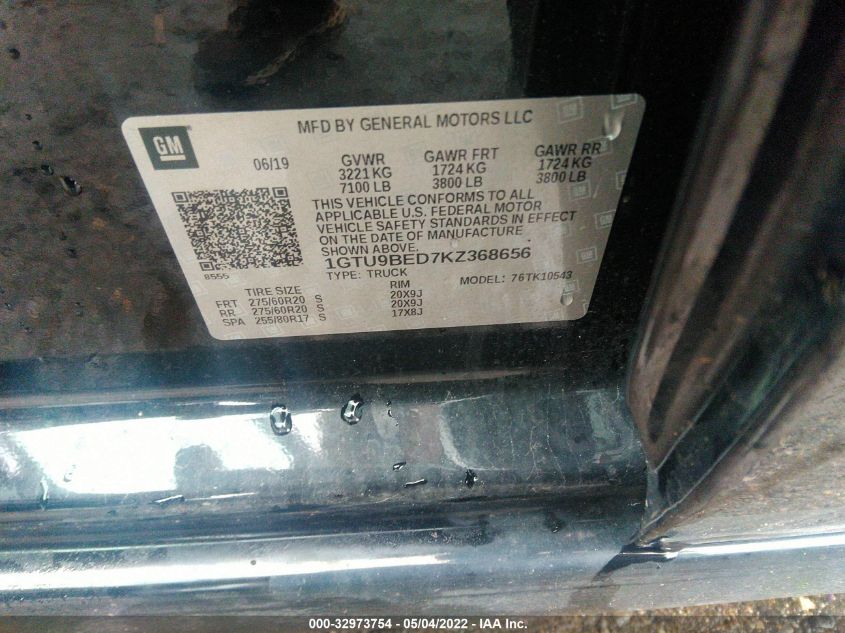 GM
MFD BY GENERAL MOTORS LLC
06/19 GVWR GAWR FRT GAWR RR
3221 KG 1724 KG 1724 KG
7100 LB 3800 LB 3800 LB
THIS VEHICLE CONFORMS TO ALL
APPLICABLE U.S. FEDERAL MOTOR
VEHICLE SAFETY STANDARDS IN EFFECT
ON THE DATE OF MANUFACTURE
SHOWN ABOVE.
8555
1GTU9BED7KZ368656
TYPE: TRUCK MODEL: 76TK10543
TIRE SIZE RIM
FRT 275/60R20 S 20X9J
RR 275/60R20 S 20X9J
SPA 255/80R17 S 17X8J
000-32973754 - 05/04/2022 - IAA Inc.